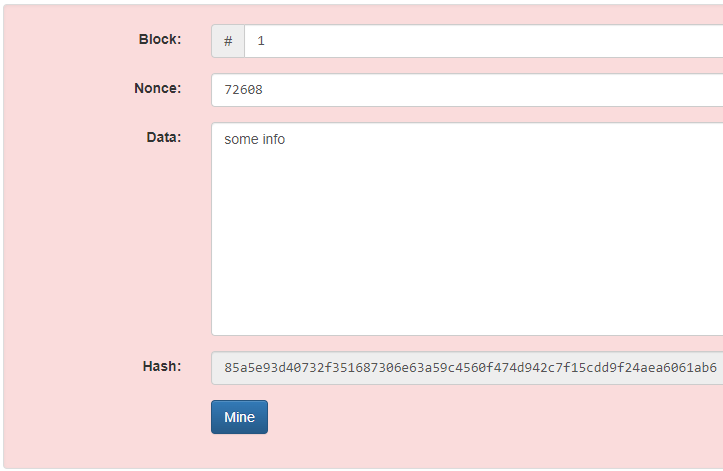 Block: # 1
Nonce: 72608
Data: some info
Hash: 85a5e93d40732f351687306e63a59c4560f474d942c7f15cdd9f24aea6061ab6
Mine